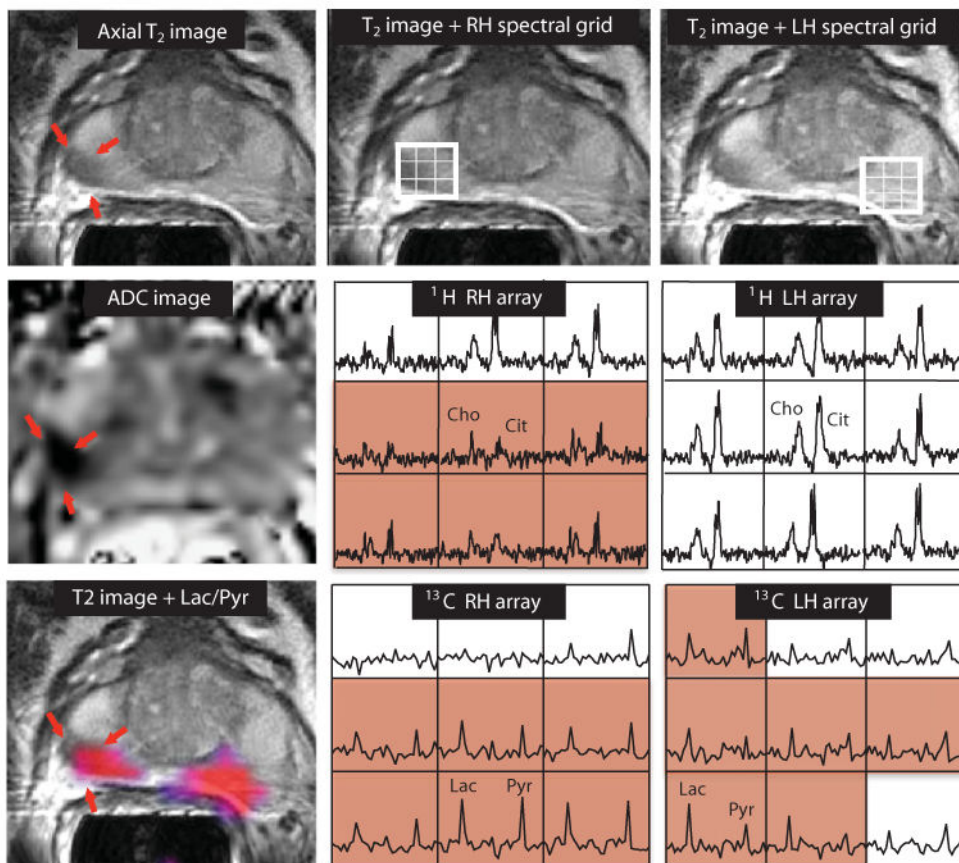 Axial T₂ image
T₂ image + RH spectral grid
T₂ image + LH spectral grid
ADC image
¹H RH array
¹H LH array
Cho
Cit
Cho
Cit
T2 image + Lac/Pyr
¹³C RH array
¹³C LH array
Lac
Pyr
Lac
Pyr